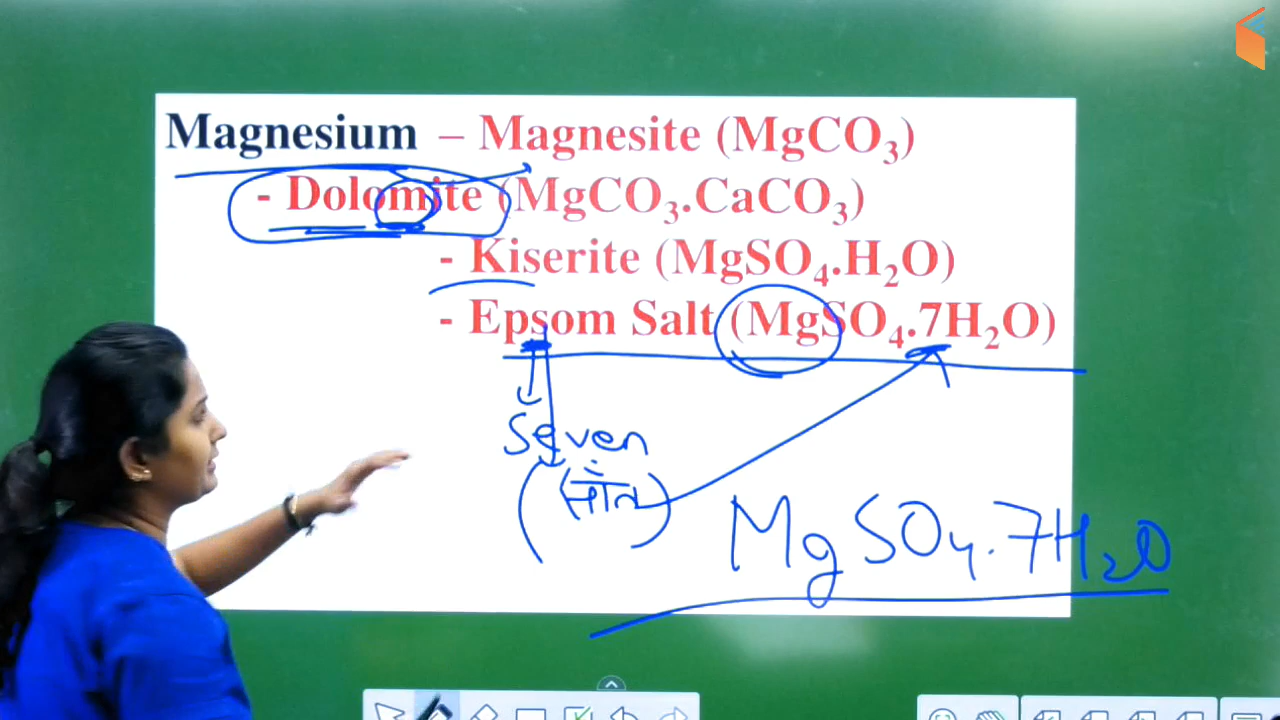 Magnesium – Magnesite (MgCO₃)
- Dolomite (MgCO₃.CaCO₃)
- Kiserite (MgSO₄.H₂O)
- Epsom Salt (MgSO₄.7H₂O)
Seven
(सात)
MgSO₄.7H₂O